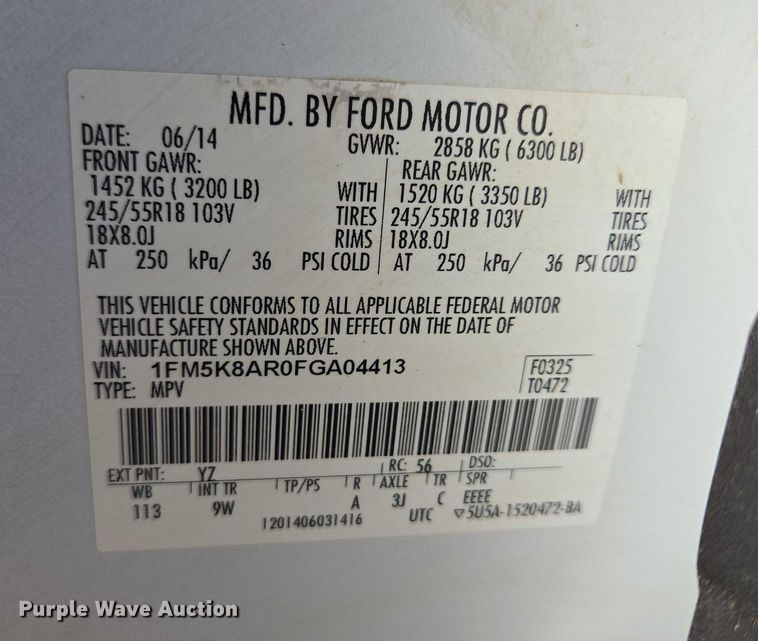 MFD. BY FORD MOTOR CO.
DATE: 06/14 GVWR: 2858 KG ( 6300 LB)
FRONT GAWR: REAR GAWR:
1452 KG ( 3200 LB) WITH 1520 KG ( 3350 LB) WITH
245/55R18 103V TIRES 245/55R18 103V TIRES
18X8.0J RIMS 18X8.0J RIMS
AT 250 kPa/ 36 PSI COLD AT 250 kPa/ 36 PSI COLD
THIS VEHICLE CONFORMS TO ALL APPLICABLE FEDERAL MOTOR
VEHICLE SAFETY STANDARDS IN EFFECT ON THE DATE OF
MANUFACTURE SHOWN ABOVE.
VIN: 1FM5K8AR0FGA04413 F0325
TYPE: MPV T0472
EXT PNT: YZ RC: 56 DSO:
WB INT TR TP/PS R AXLE TR SPR
113 9W A 3J C EEEE
1201406031416 UTC ▽5U5A-1520472-BA
Purple Wave Auction